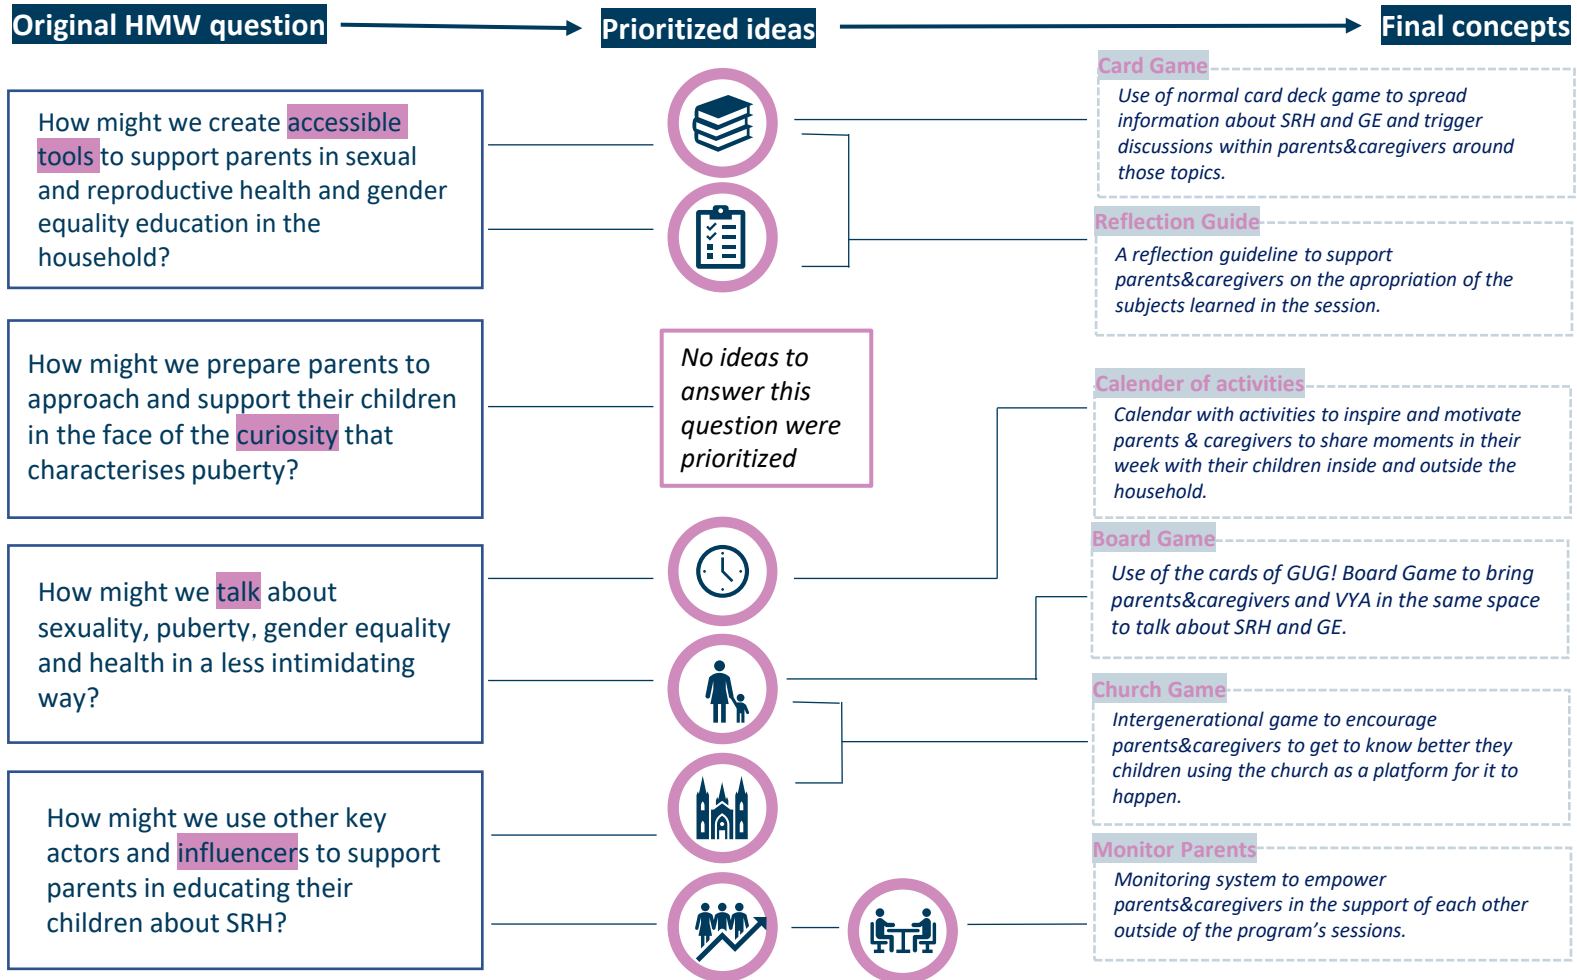 Original HMW question
Prioritized ideas
Final concepts
How might we create accessible
tools to support parents in sexual
and reproductive health and gender
equality education in the
household?
How might we prepare parents to
approach and support their children
in the face of the curiosity that
characterises puberty?
How might we talk about
sexuality, puberty, gender equality
and health in a less intimidating
way?
How might we use other key
actors and influencers to support
parents in educating their
children about SRH?
No ideas to
answer this
question were
prioritized
Card Game
Use of normal card deck game to spread
information about SRH and GE and trigger
discussions within parents&caregivers around
those topics.
Reflection Guide
A reflection guideline to support
parents&caregivers on the apropriation of the
subjects learned in the session.
Calender of activities
Calendar with activities to inspire and motivate
parents & caregivers to share moments in their
week with their children inside and outside the
household.
Board Game
Use of the cards of GUG! Board Game to bring
parents&caregivers and VYA in the same space
to talk about SRH and GE.
Church Game
Intergenerational game to encourage
parents&caregivers to get to know better they
children using the church as a platform for it to
happen.
Monitor Parents
Monitoring system to empower
parents&caregivers in the support of each other
outside of the program's sessions.